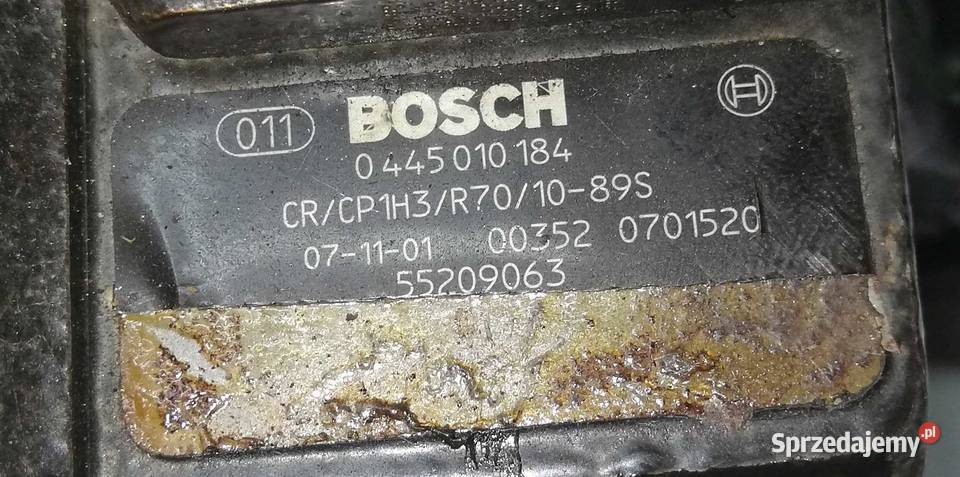 011 BOSCH
0 445 010 184
CR/CP1H3/R70/10-89S
07-11-01 00352 0701520
55209063
Sprzedajemy.pl